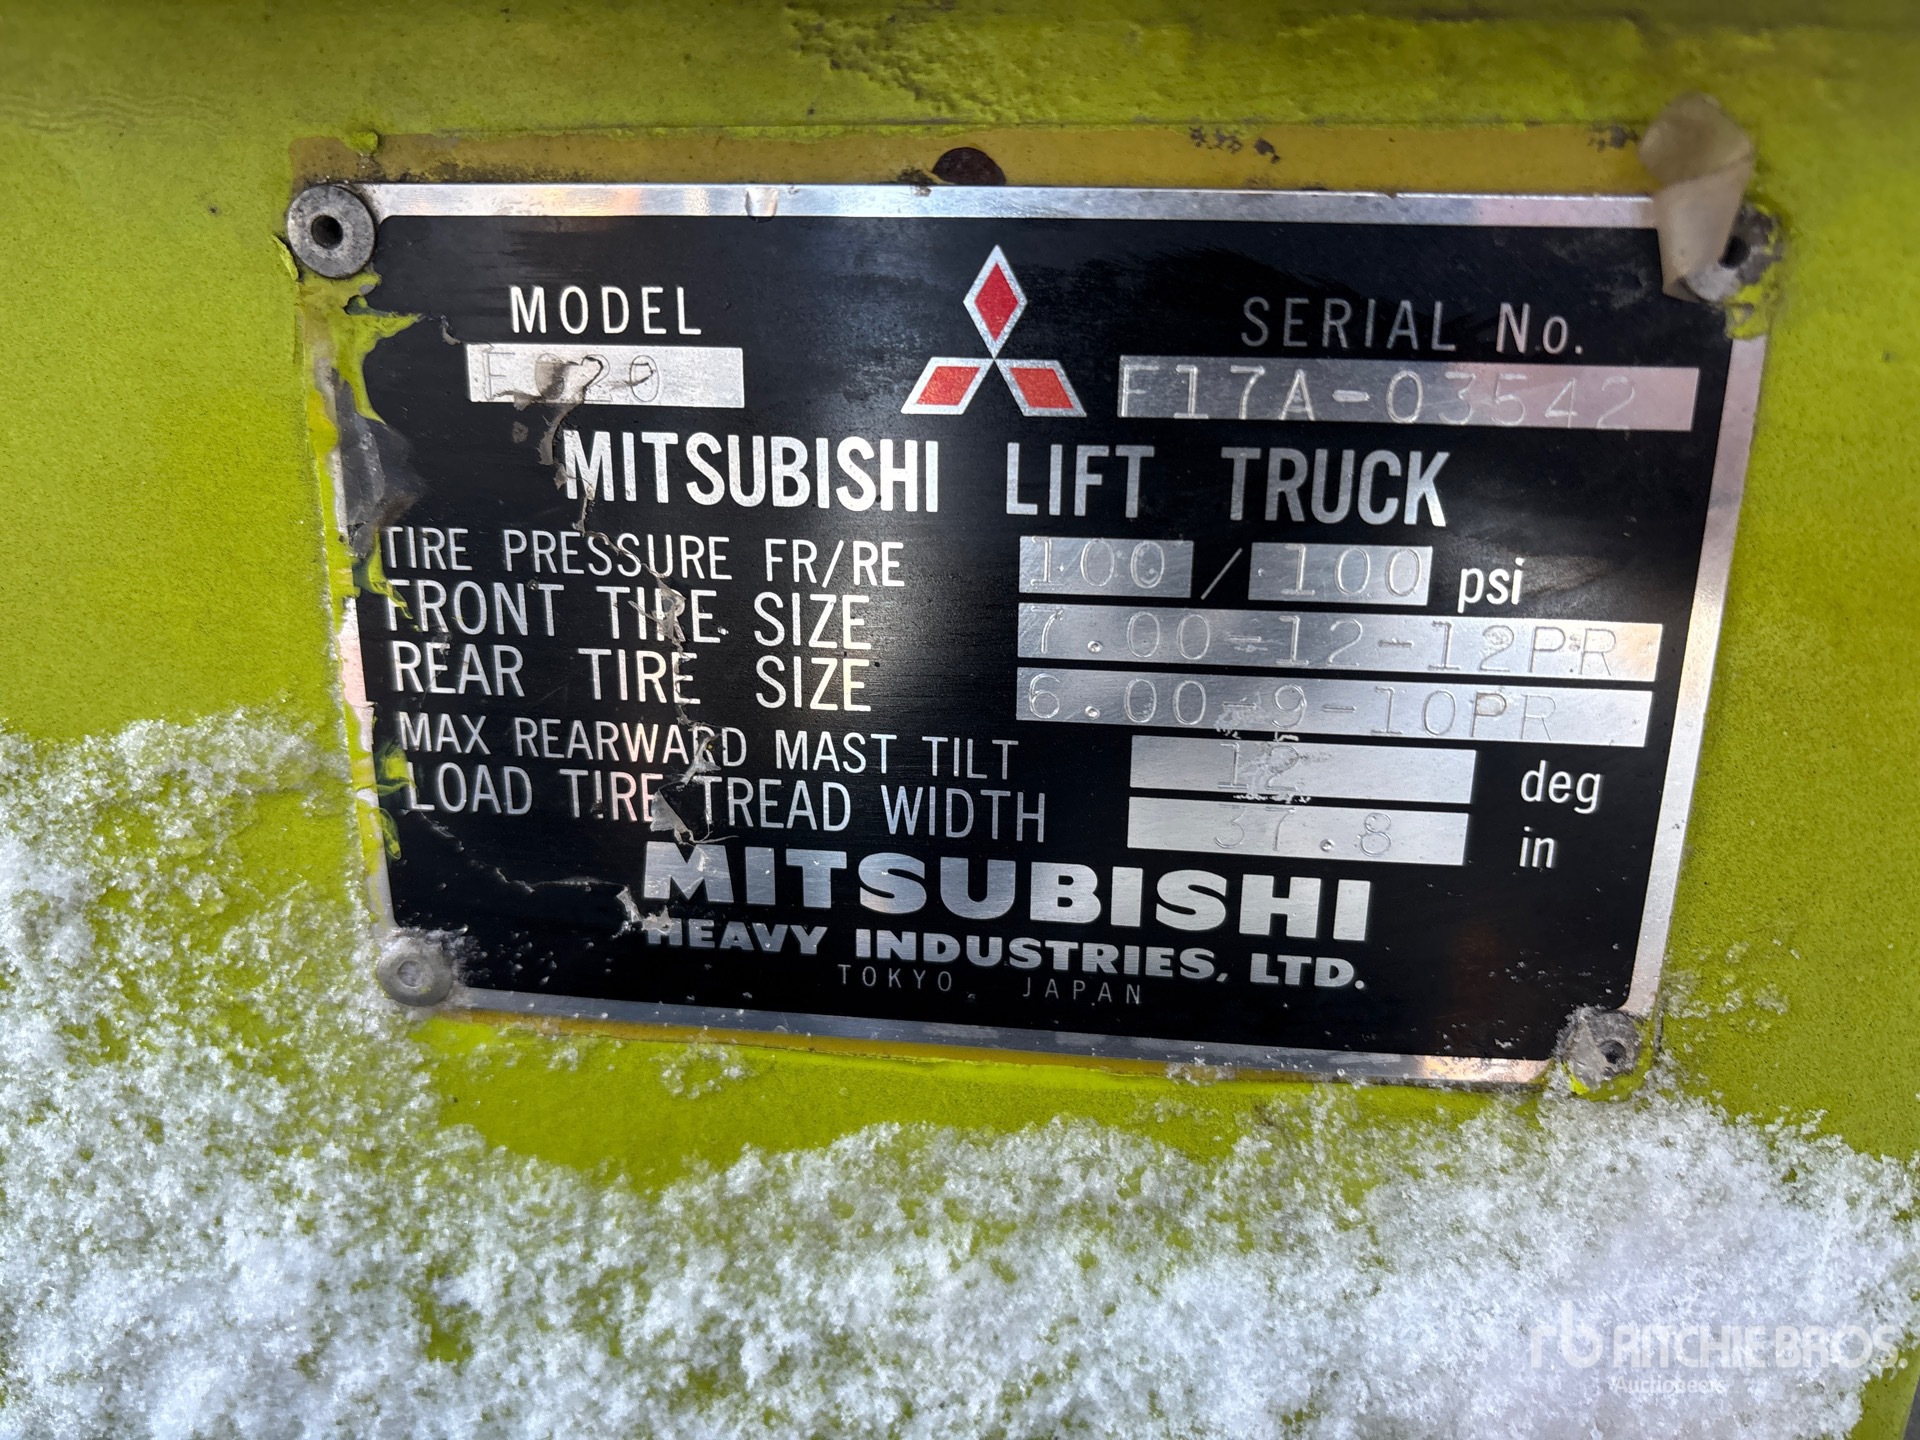 MODEL
SERIAL No.
F17A-03542
MITSUBISHI LIFT TRUCK
TIRE PRESSURE FR/RE 100 / 100 psi
FRONT TIRE SIZE 7.00-12-12PR
REAR TIRE SIZE 6.00-9-10PR
MAX REARWARD MAST TILT 12 deg
LOAD TIRE TREAD WIDTH 37.8 in
MITSUBISHI
HEAVY INDUSTRIES, LTD.
TOKYO, JAPAN
rb RITCHIE BROS.
Auctioneers